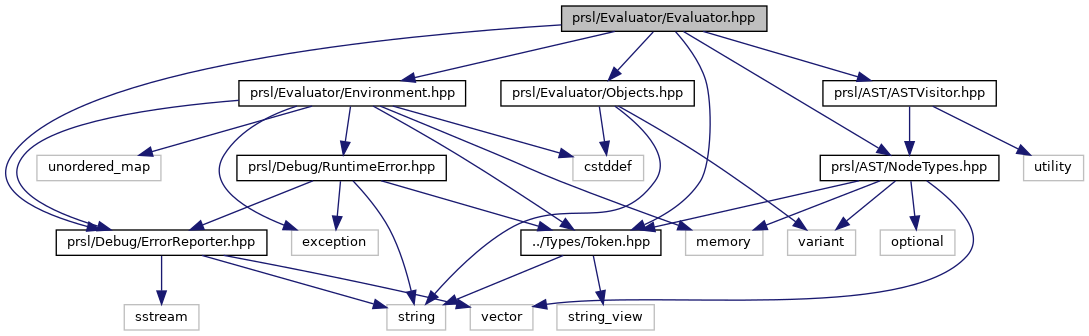 prsl/Evaluator/Evaluator.hpp
prsl/Evaluator/Environment.hpp
prsl/Evaluator/Objects.hpp
prsl/AST/ASTVisitor.hpp
unordered_map
prsl/Debug/RuntimeError.hpp
cstddef
prsl/AST/NodeTypes.hpp
utility
prsl/Debug/ErrorReporter.hpp
exception
../Types/Token.hpp
memory
variant
optional
sstream
string
vector
string_view